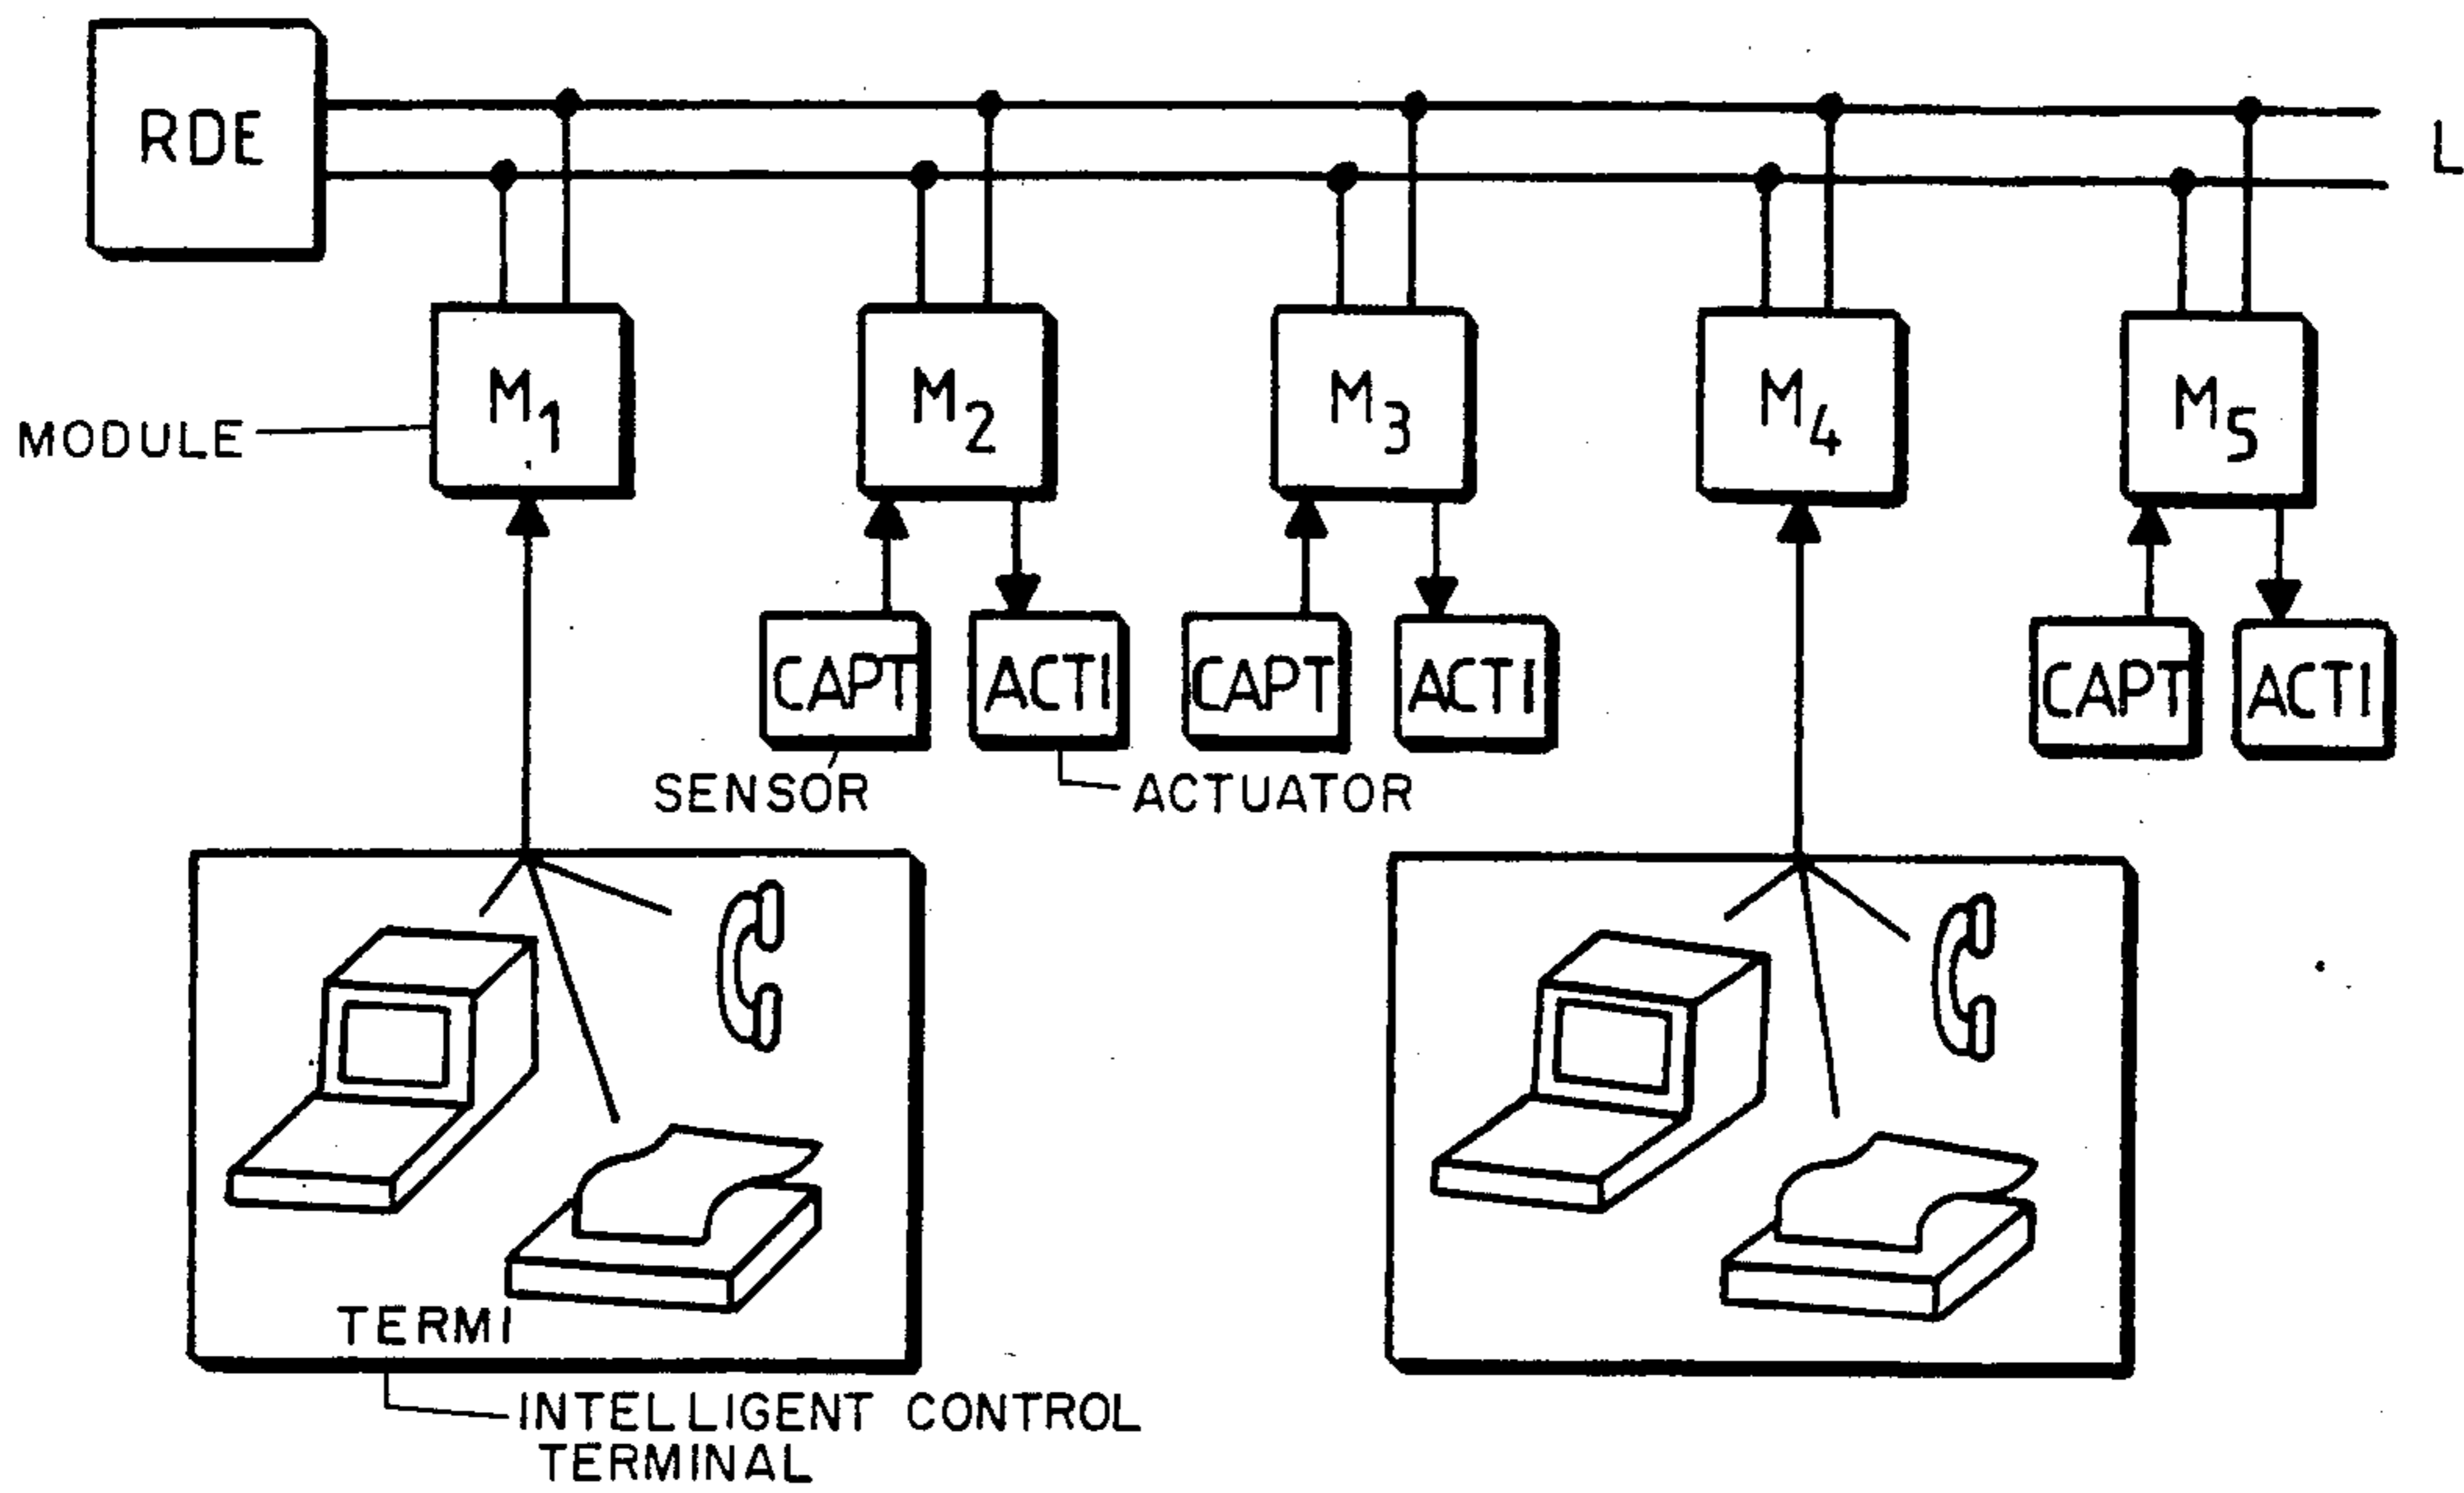 RDE
L
MODULE
M1
M2
M3
M4
M5
CAPT
ACTI
CAPT
ACTI
CAPT
ACTI
SENSOR
ACTUATOR
TERMI
INTELLIGENT CONTROL
TERMINAL